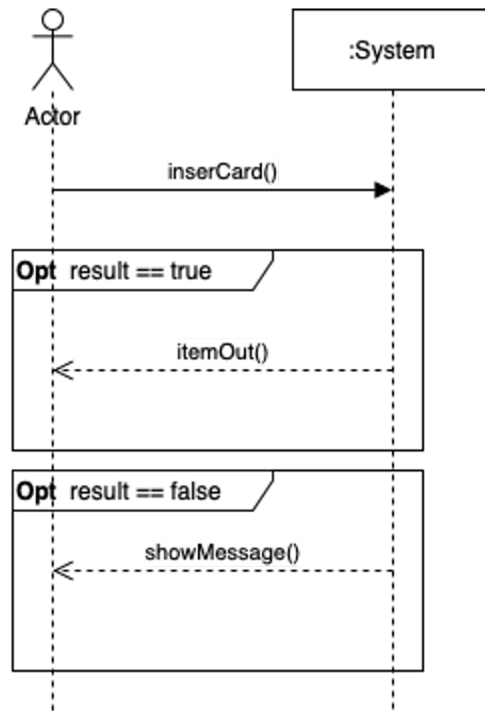 :System
Actor
inserCard()
Opt result == true
itemOut()
Opt result == false
showMessage()